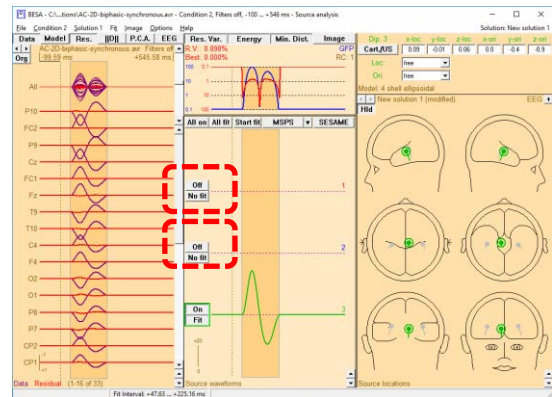 BESA - C:\...tions\AC-2D-biphasic-synchronous.avr - Condition 2, Filters off, -100 ... +546 ms - Source analysis
File Condition 2 Solution 1 Fit Image Options Help
Solution: New solution 1
Data Model Res. ||D|| P.C.A. EEG
Res. Var. Energy Min. Dist. Image
Dip. 3 x-loc y-loc z-loc x-ori y-ori z-ori
AC-2D-biphasic-synchronous.avr Filters off
Org -99.59 ms +545.58 ms
R.V.: 0.098% GFP
Best: 0.000% RC: 1
Cart./US 0.09 -0.01 0.06 0.0 -0.4 -0.9
Loc: free
Ori: free
Model: 4 shell ellipsoidal
New solution 1 (modified) EEG
Hld
All on All fit Start fit MSPS SESAME
All
P10
FC2
P9
Cz
FC1
Fz
T9
T10
C4
F4
O2
O1
P8
P7
CP2
CP1
Off
No fit
1
Off
No fit
2
On
Fit
3
Data Residual (1-16 of 33)
Source waveforms
Source locations
Fit Interval: +47.63 ... +225.16 ms